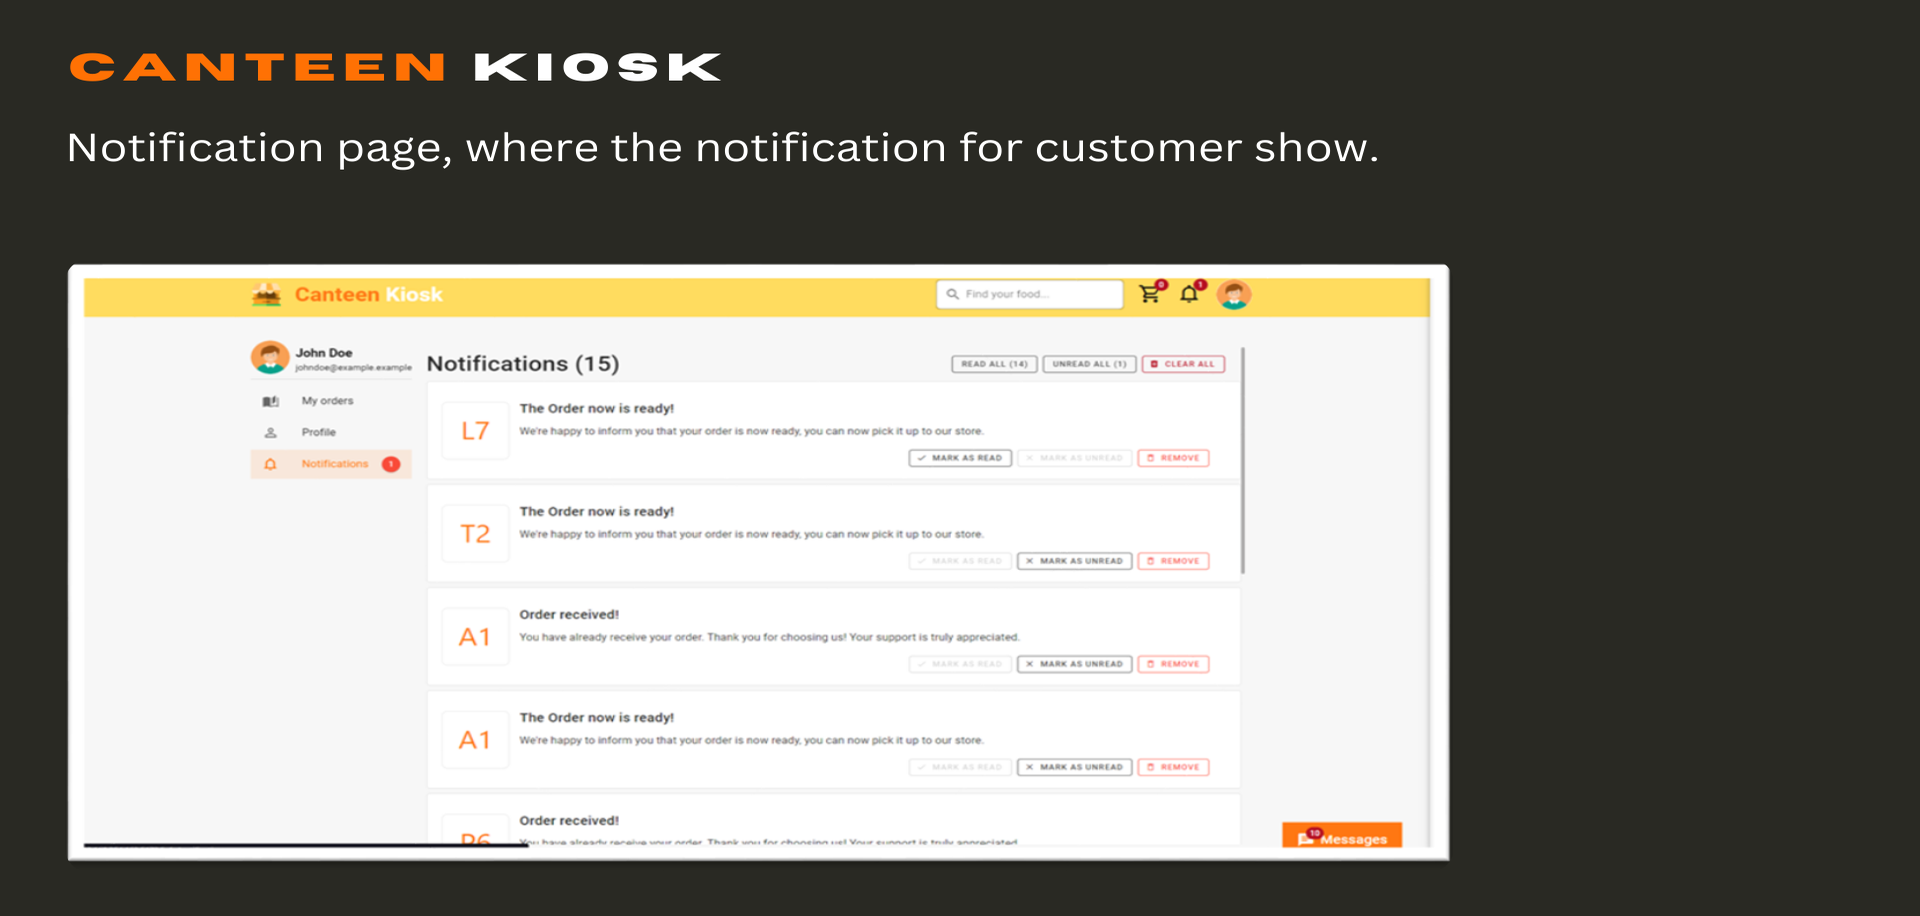 CANTEEN KIOSK
Notification page, where the notification for customer show.
Canteen Kiosk
Find your food...
0
1
John Doe
johndoe@example.example
My orders
Profile
Notifications
1
Notifications (15)
READ ALL (14)
UNREAD ALL (1)
CLEAR ALL
L7
The Order now is ready!
We're happy to inform you that your order is now ready, you can now pick it up to our store.
MARK AS READ
MARK AS UNREAD
REMOVE
T2
The Order now is ready!
We're happy to inform you that your order is now ready, you can now pick it up to our store.
MARK AS READ
MARK AS UNREAD
REMOVE
A1
Order received!
You have already receive your order. Thank you for choosing us! Your support is truly appreciated.
MARK AS READ
MARK AS UNREAD
REMOVE
A1
The Order now is ready!
We're happy to inform you that your order is now ready, you can now pick it up to our store.
MARK AS READ
MARK AS UNREAD
REMOVE
Order received!
You have already receive your order. Thank you for choosing us! Your support is truly appreciated
10
Messages